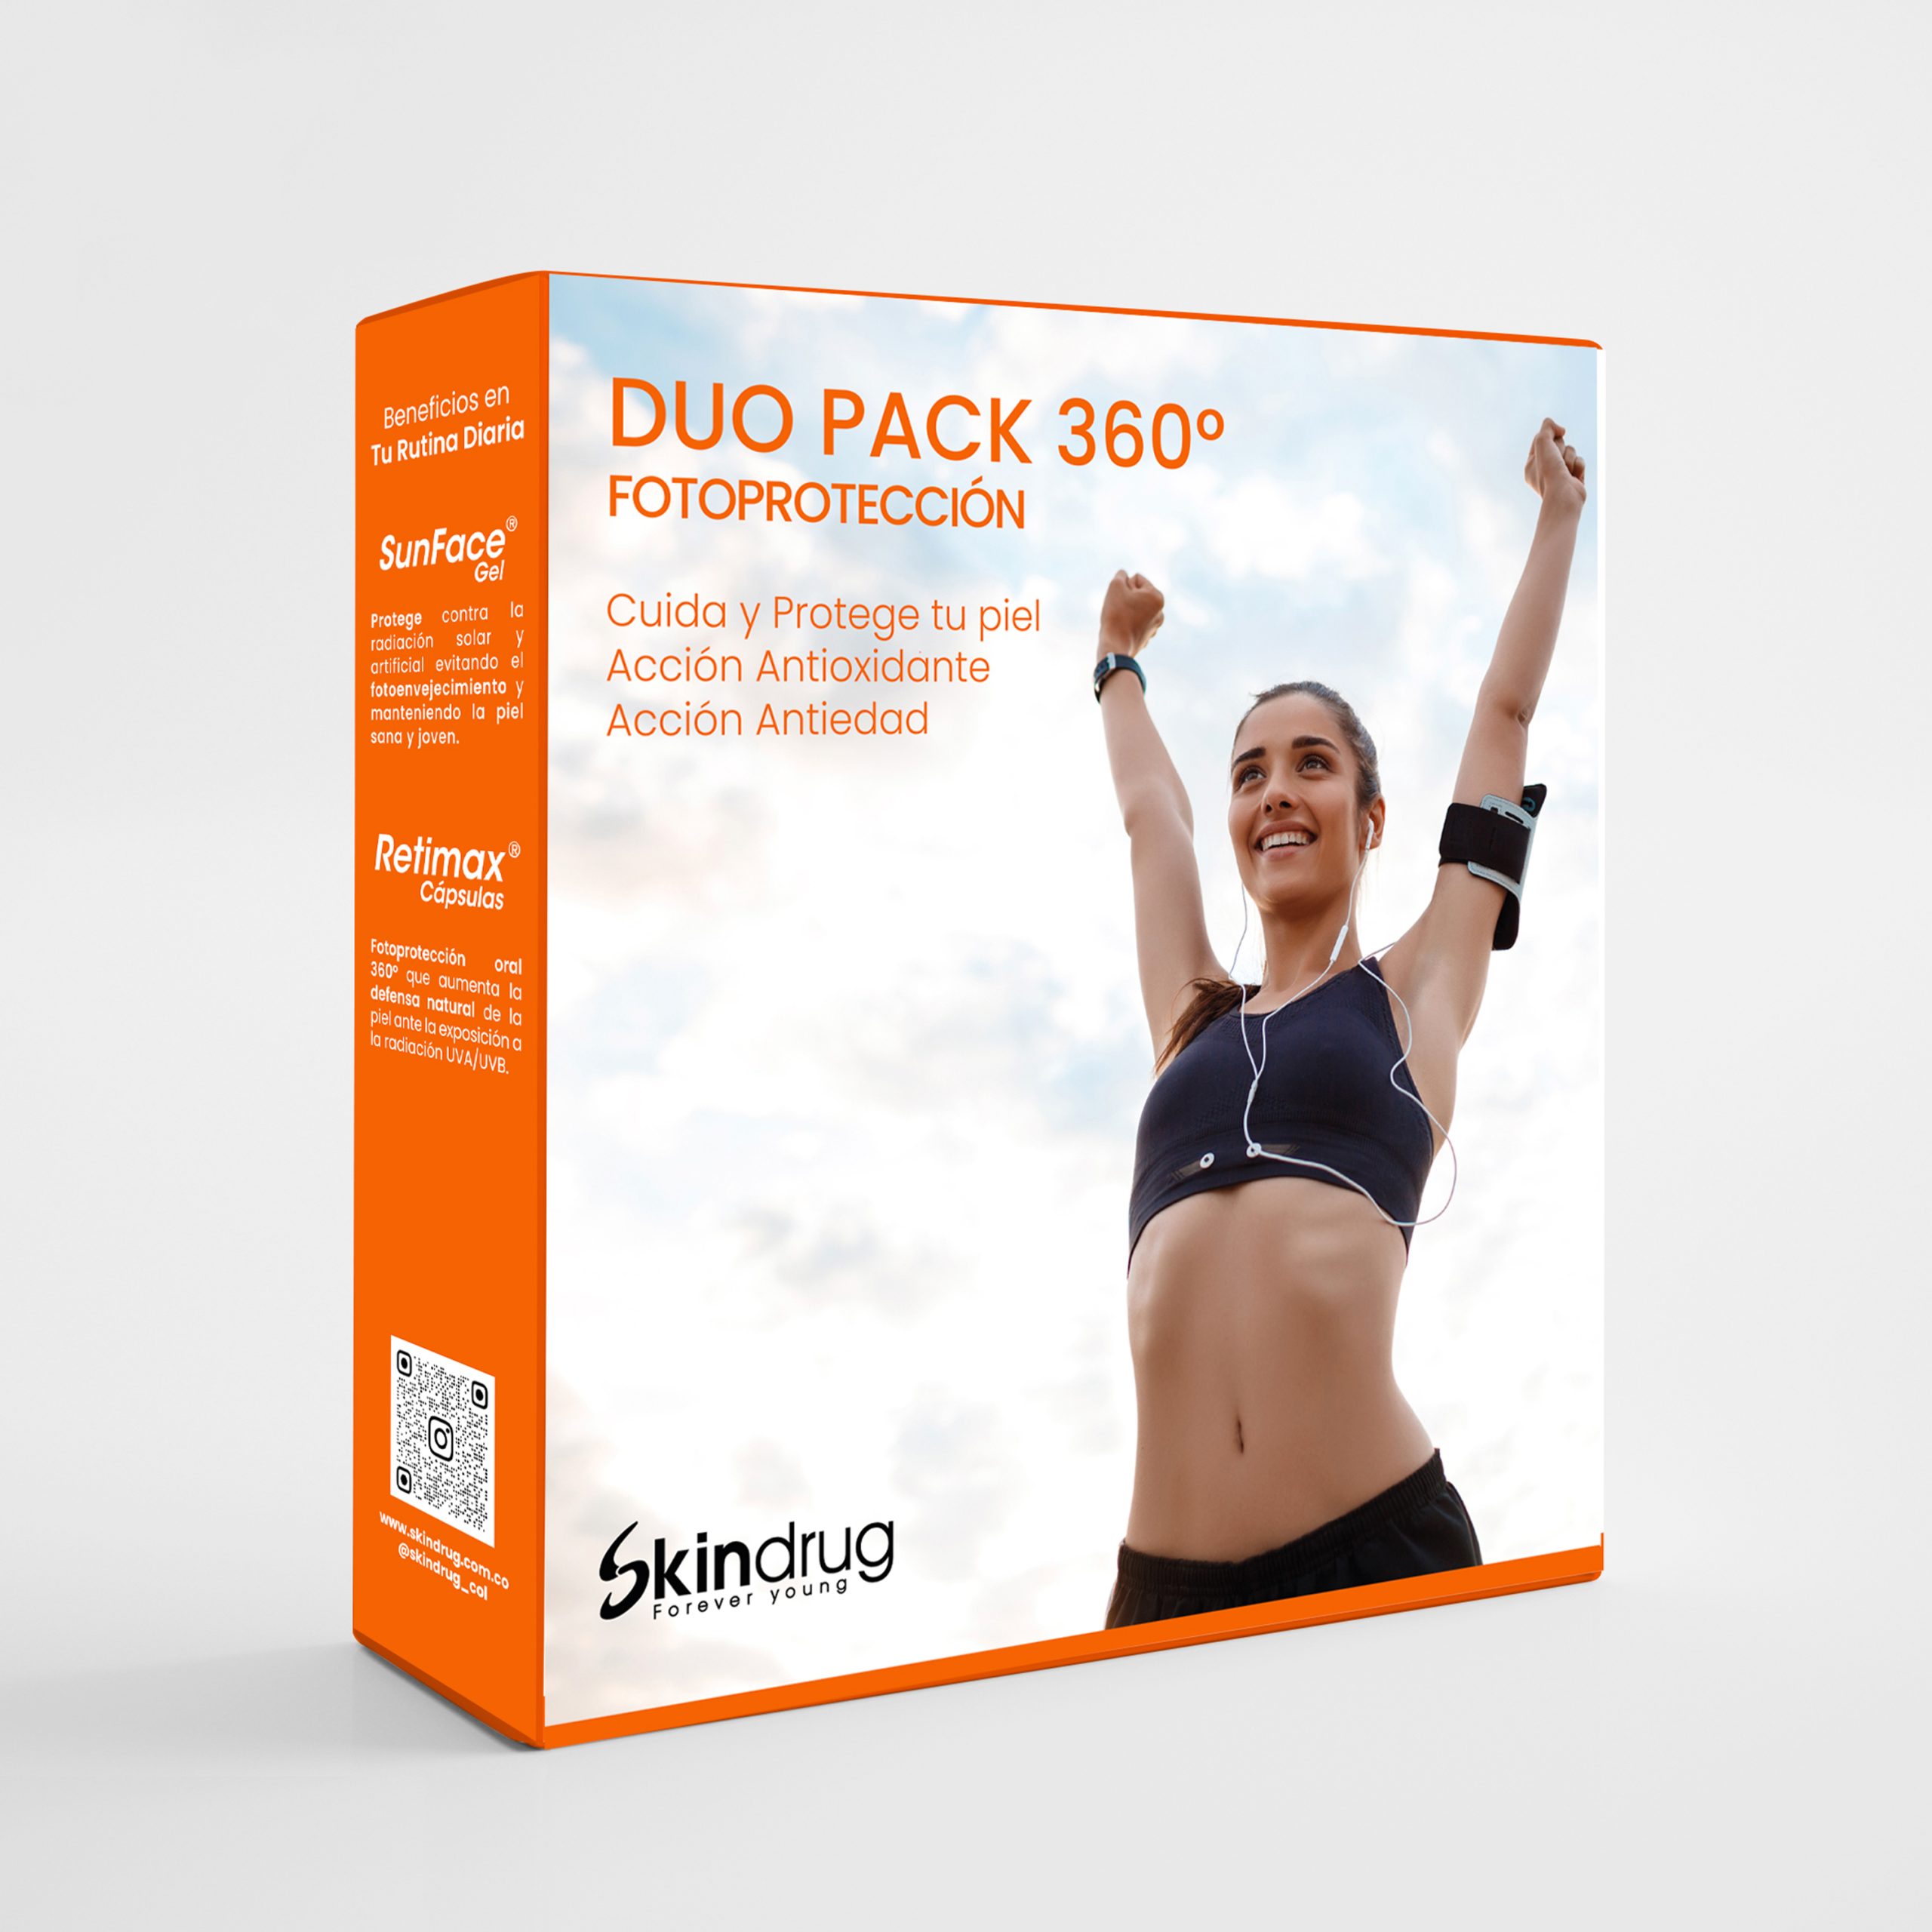 Beneficios en
Tu Rutina Diaria
SunFace®
Gel
Protege contra la
radiación solar y
artificial evitando el
fotoenvejecimiento y
manteniendo la piel
sana y joven.
Retimax®
Cápsulas
Fotoprotección oral
360º que aumenta la
defensa natural de la
piel ante la exposición a
la radiación UVA/UVB.
www.skindrug.com.co
@skindrug_col
DUO PACK 360º
FOTOPROTECCIÓN
Cuida y Protege tu piel
Acción Antioxidante
Acción Antiedad
Skindrug
Forever young